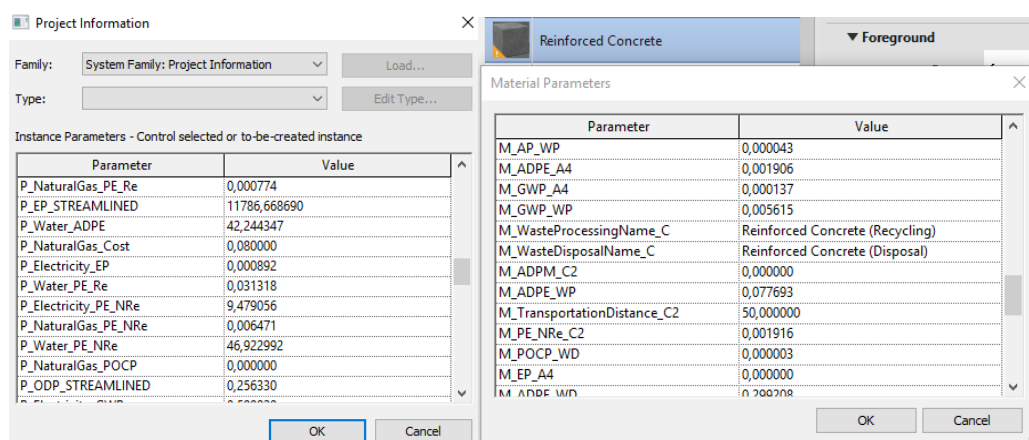 Project Information
Family: System Family: Project Information Load...
Type: Edit Type...
Instance Parameters - Control selected or to-be-created instance
Parameter Value
P_NaturalGas_PE_Re 0,000774
P_EP_STREAMLINED 11786,668690
P_Water_ADPE 42,244347
P_NaturalGas_Cost 0,080000
P_Electricity_EP 0,000892
P_Water_PE_Re 0,031318
P_Electricity_PE_NRe 9,479056
P_NaturalGas_PE_NRe 0,006471
P_Water_PE_NRe 46,922992
P_NaturalGas_POCP 0,000000
P_ODP_STREAMLINED 0,256330
OK Cancel
Reinforced Concrete
Foreground
Material Parameters
Parameter Value
M_AP_WP 0,000043
M_ADPE_A4 0,001906
M_GWP_A4 0,000137
M_GWP_WP 0,005615
M_WasteProcessingName_C Reinforced Concrete (Recycling)
M_WasteDisposalName_C Reinforced Concrete (Disposal)
M_ADPM_C2 0,000000
M_ADPE_WP 0,077693
M_TransportationDistance_C2 50,000000
M_PE_NRe_C2 0,001916
M_POCP_WD 0,000003
M_EP_A4 0,000000
M_ADPE_WD 0,299208
OK Cancel